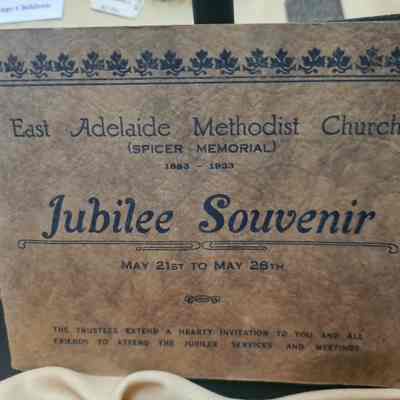 East Adelaide Methodist Church
(SPICER MEMORIAL)
1883 - 1933
Jubilee Souvenir
MAY 21ST TO MAY 28TH
THE TRUSTEES EXTEND A HEARTY INVITATION TO YOU AND ALL
FRIENDS TO ATTEND THE JUBILEE SERVICES AND MEETINGS